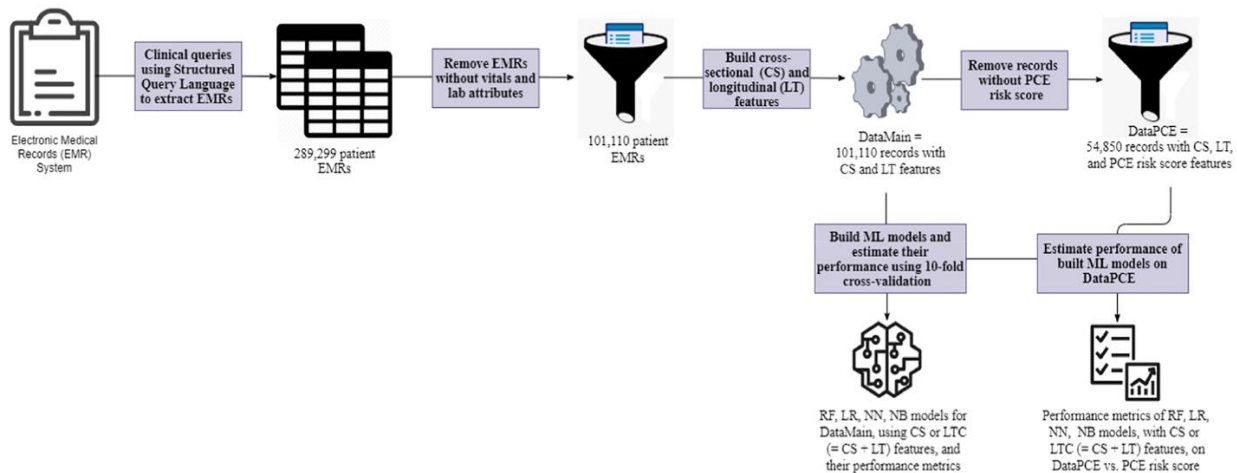 Clinical queries
using Structured
Query Language
to extract EMRs
Remove EMRs
without vitals and
lab attributes
Build cross-
sectional (CS) and
longitudinal (LT)
features
Remove records
without PCE
risk score
Electronic Medical
Records (EMR)
System
289,299 patient
EMRs
101,110 patient
EMRs
DataMain =
101,110 records with
CS and LT features
DataPCE =
54,850 records with CS, LT,
and PCE risk score features
Build ML models and
estimate their
performance using 10-fold
cross-validation
Estimate performance of
built ML models on
DataPCE
RF, LR, NN, NB models for
DataMain, using CS or LTC
(= CS + LT) features, and
their performance metrics
Performance metrics of RF, LR,
NN, NB models, with CS or
LTC (= CS + LT) features, on
DataPCE vs. PCE risk score